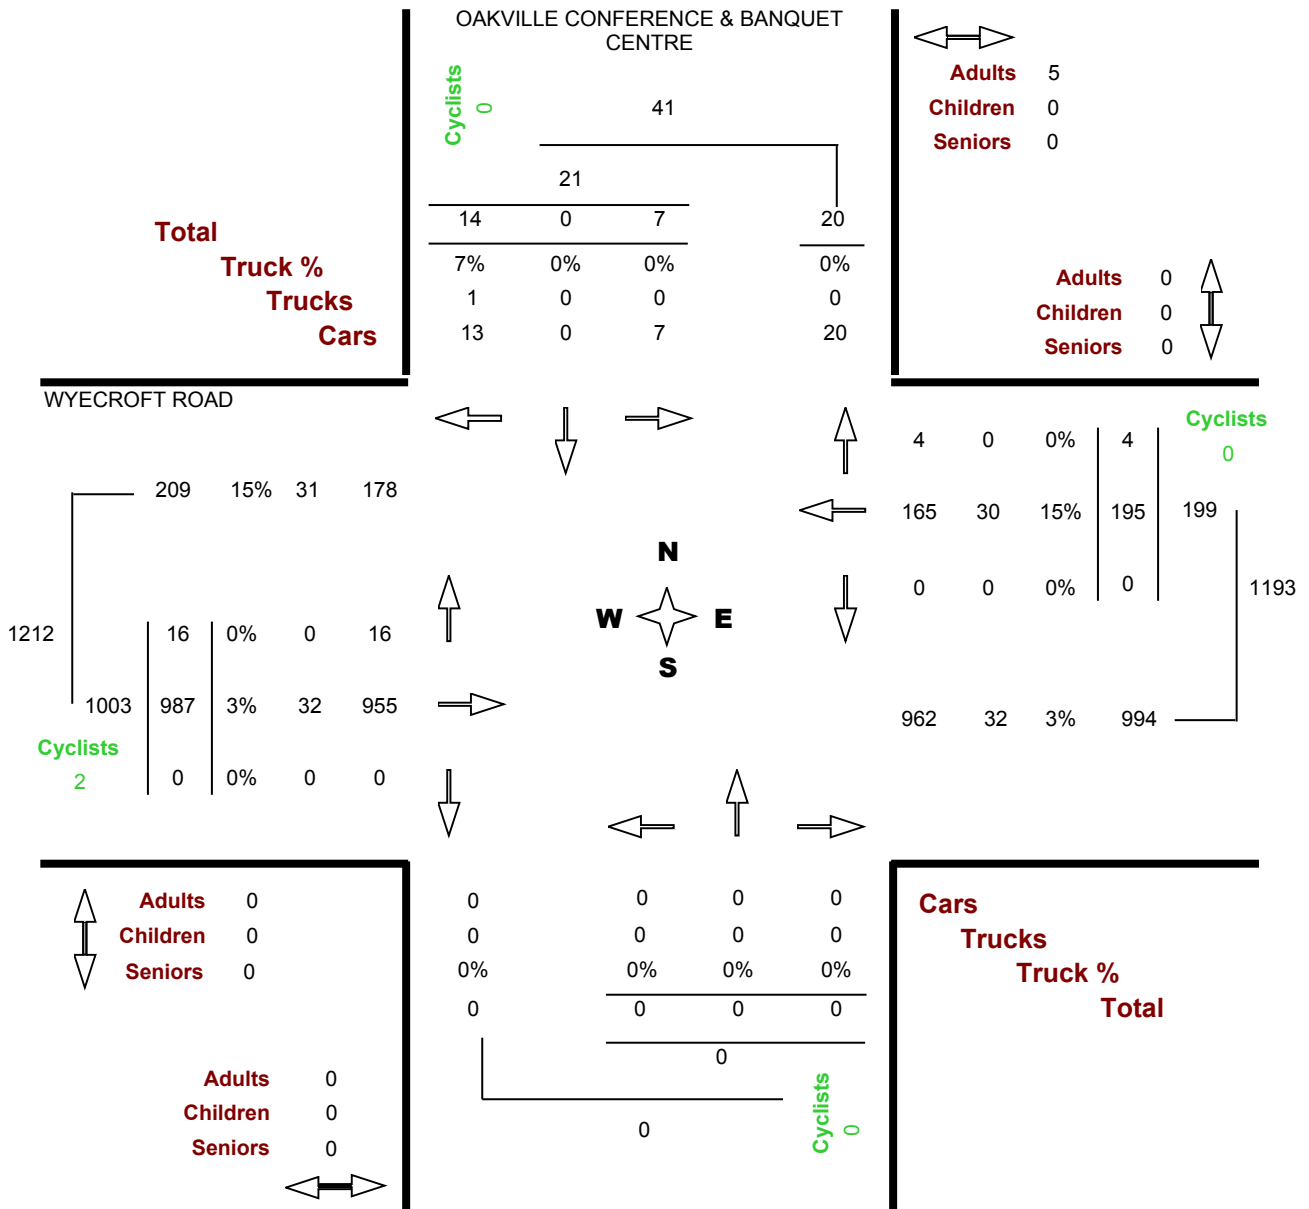 OAKVILLE CONFERENCE & BANQUET
CENTRE
Cyclists
0
41
21
14 0 7 20
7% 0% 0% 0%
1 0 0 0
13 0 7 20
Total
Truck %
Trucks
Cars
Adults 5
Children 0
Seniors 0
Adults 0
Children 0
Seniors 0
WYECROFT ROAD
209 15% 31 178
1212
16 0% 0 16
1003 987 3% 32 955
Cyclists
2
0 0% 0 0
N
W E
S
4 0 0% 4
Cyclists
0
165 30 15% 195 199
0 0 0% 0
1193
962 32 3% 994
Adults 0
Children 0
Seniors 0
Adults 0
Children 0
Seniors 0
0 0 0 0
0 0 0 0
0% 0% 0% 0%
0 0 0 0
0
0
Cyclists
0
Cars
Trucks
Truck %
Total